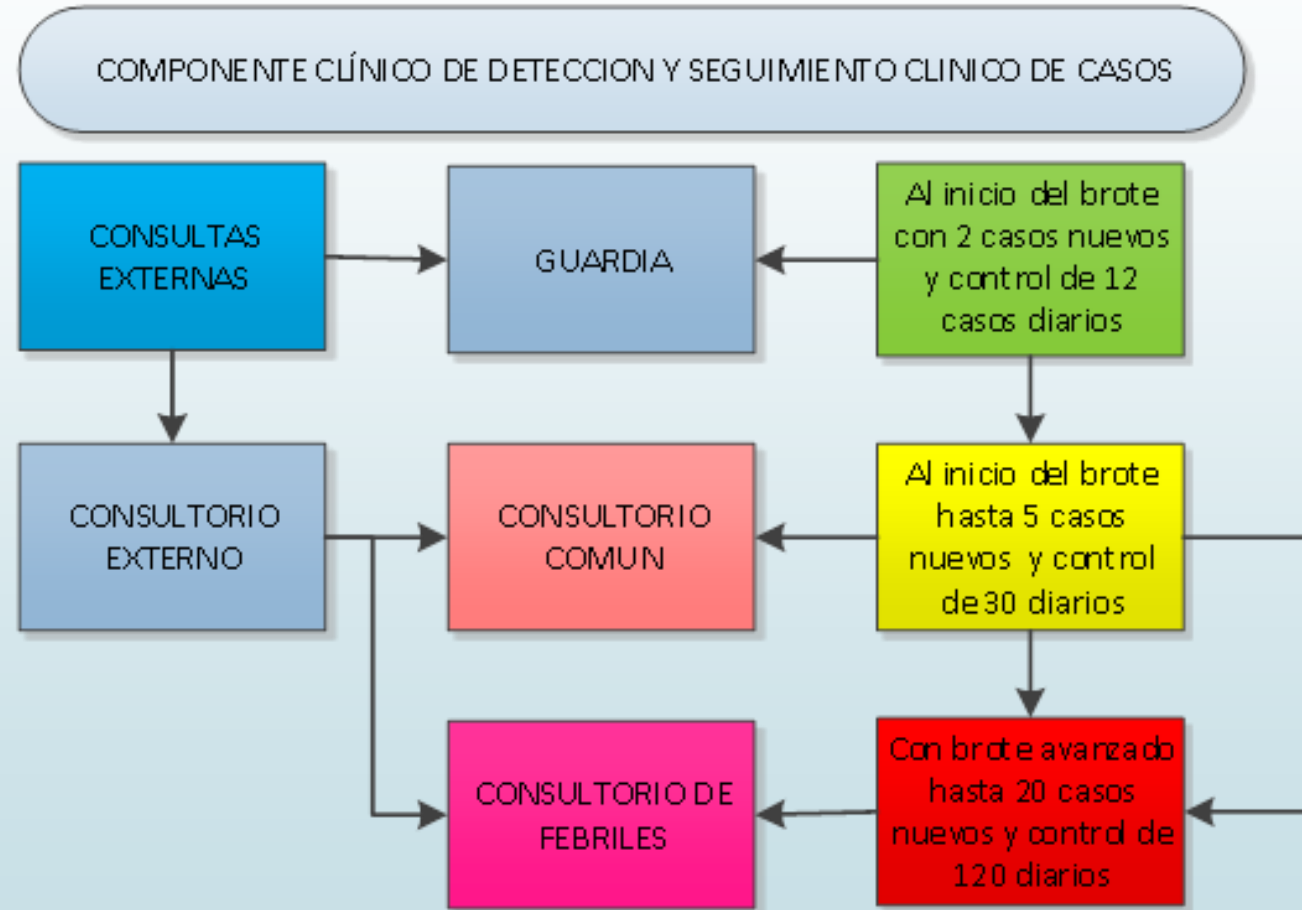 COMPONENTE CLÍNICO DE DETECCION Y SEGUIMIENTO CLINICO DE CASOS
CONSULTAS
EXTERNAS
GUARDIA
Al inicio del brote
con 2 casos nuevos
y control de 12
casos diarios
CONSULTORIO
EXTERNO
CONSULTORIO
COMUN
Al inicio del brote
hasta 5 casos
nuevos y control
de 30 diarios
CONSULTORIO DE
FEBRILES
Con brote avanzado
hasta 20 casos
nuevos y control de
120 diarios